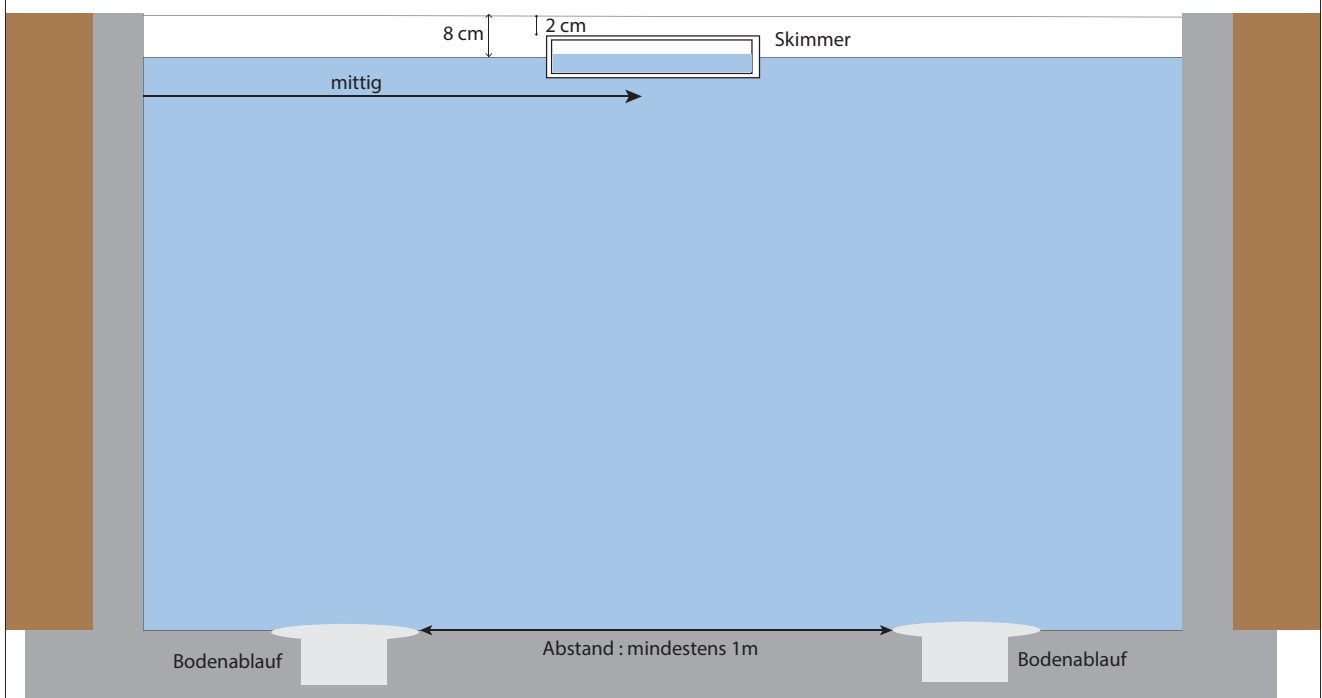 8 cm
2 cm
Skimmer
mittig
Abstand : mindestens 1m
Bodenablauf
Bodenablauf